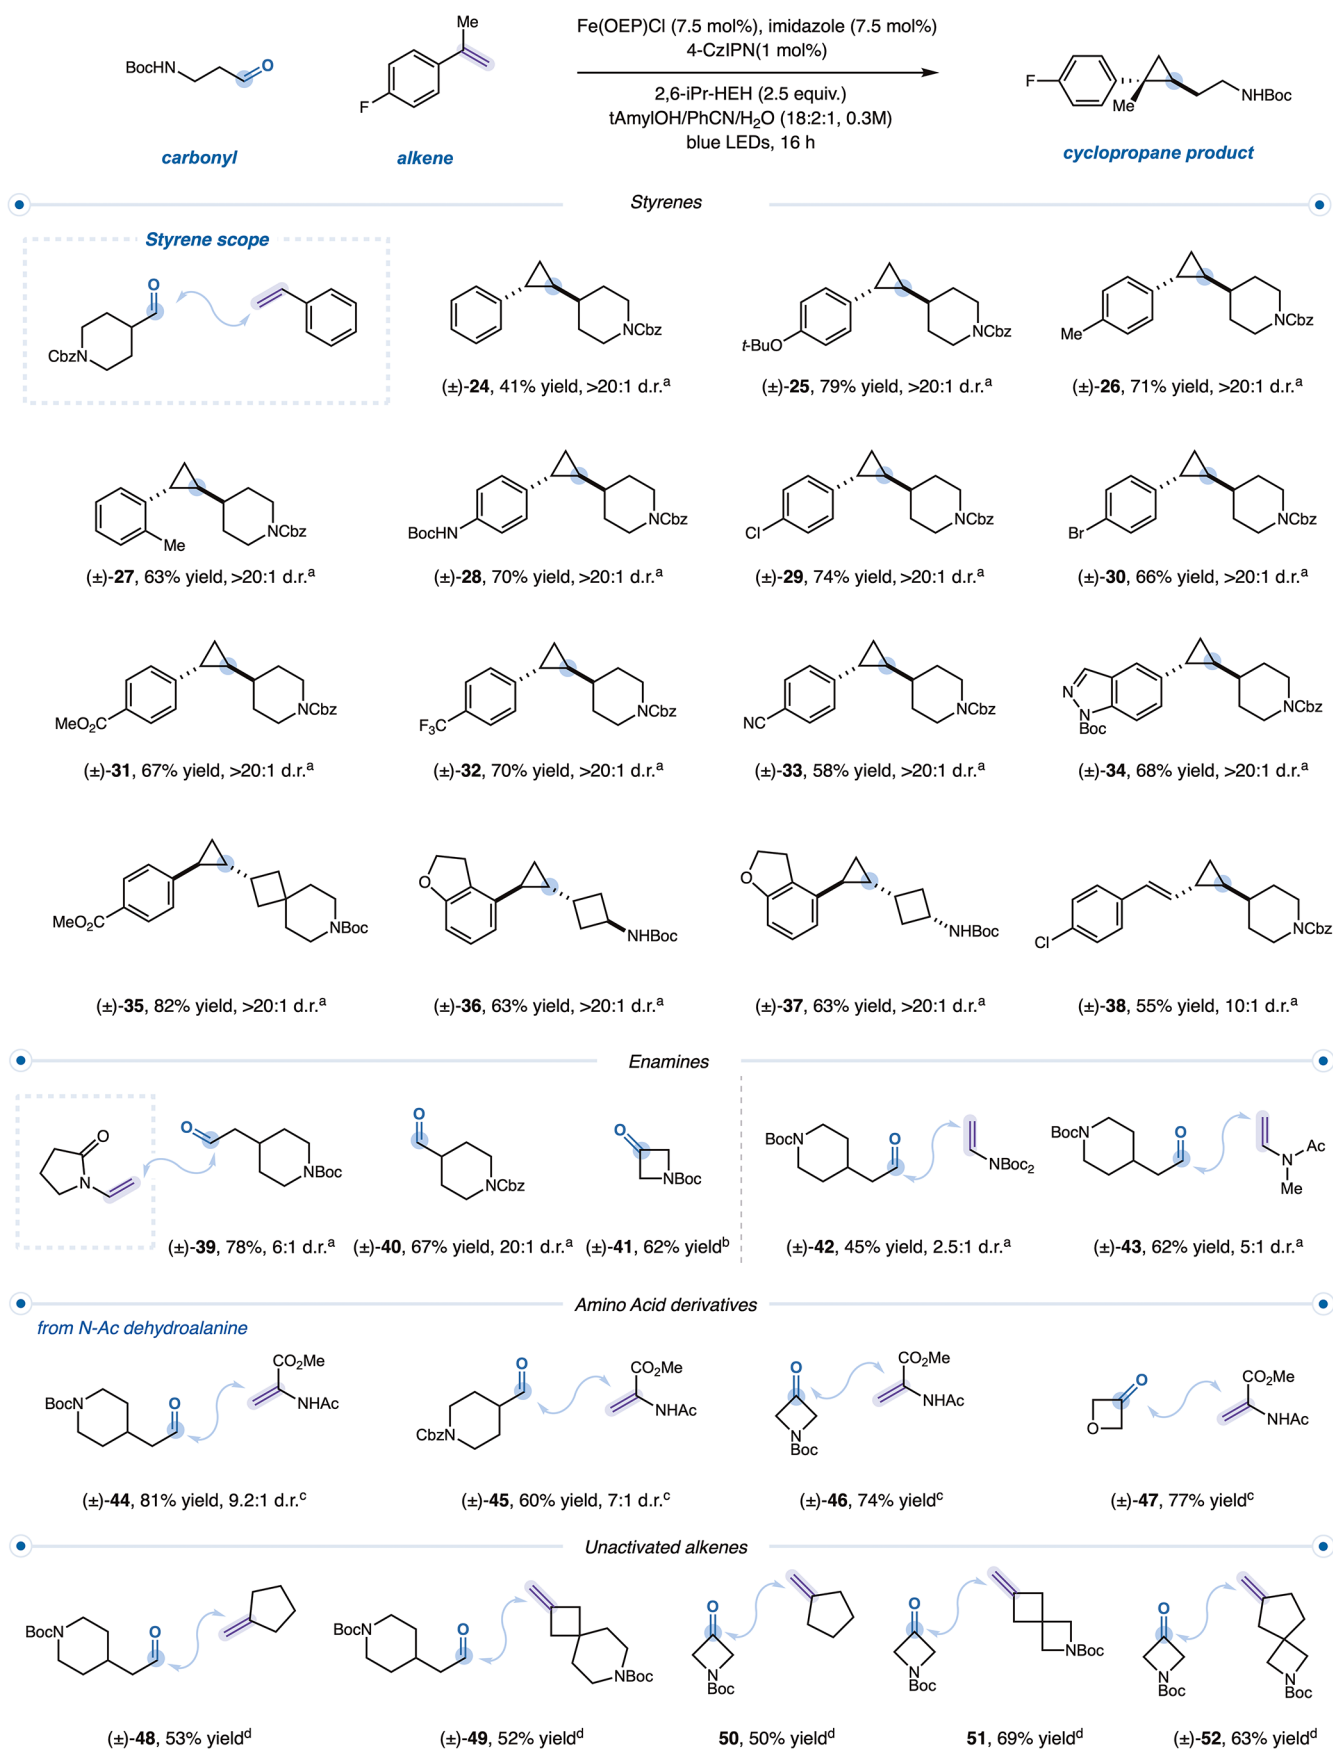 Me
Fe(OEP)Cl (7.5 mol%), imidazole (7.5 mol%)
4-CzIPN(1 mol%)
BocHN
O
F
2,6-iPr-HEH (2.5 equiv.)
tAmylOH/PhCN/H₂O (18:2:1, 0.3M)
blue LEDs, 16 h
F
Me
NHBoc
carbonyl
alkene
cyclopropane product
Styrenes
Styrene scope
O
CbzN
NCbz
t-BuO
NCbz
Me
NCbz
(±)-24, 41% yield, >20:1 d.r.ᵃ
(±)-25, 79% yield, >20:1 d.r.ᵃ
(±)-26, 71% yield, >20:1 d.r.ᵃ
Me
NCbz
BocHN
NCbz
Cl
NCbz
Br
NCbz
(±)-27, 63% yield, >20:1 d.r.ᵃ
(±)-28, 70% yield, >20:1 d.r.ᵃ
(±)-29, 74% yield, >20:1 d.r.ᵃ
(±)-30, 66% yield, >20:1 d.r.ᵃ
MeO₂C
NCbz
F₃C
NCbz
NC
NCbz
N
N
Boc
NCbz
(±)-31, 67% yield, >20:1 d.r.ᵃ
(±)-32, 70% yield, >20:1 d.r.ᵃ
(±)-33, 58% yield, >20:1 d.r.ᵃ
(±)-34, 68% yield, >20:1 d.r.ᵃ
MeO₂C
NBoc
O
NHBoc
O
NHBoc
Cl
NCbz
(±)-35, 82% yield, >20:1 d.r.ᵃ
(±)-36, 63% yield, >20:1 d.r.ᵃ
(±)-37, 63% yield, >20:1 d.r.ᵃ
(±)-38, 55% yield, 10:1 d.r.ᵃ
Enamines
O
N
O
NBoc
O
NCbz
O
NBoc
BocN
O
NBoc₂
BocN
O
N
Ac
Me
(±)-39, 78%, 6:1 d.r.ᵃ
(±)-40, 67% yield, 20:1 d.r.ᵃ
(±)-41, 62% yieldᵇ
(±)-42, 45% yield, 2.5:1 d.r.ᵃ
(±)-43, 62% yield, 5:1 d.r.ᵃ
Amino Acid derivatives
from N-Ac dehydroalanine
BocN
O
CO₂Me
NHAc
CbzN
O
CO₂Me
NHAc
O
N
Boc
CO₂Me
NHAc
O
O
CO₂Me
NHAc
(±)-44, 81% yield, 9.2:1 d.r.ᶜ
(±)-45, 60% yield, 7:1 d.r.ᶜ
(±)-46, 74% yieldᶜ
(±)-47, 77% yieldᶜ
Unactivated alkenes
BocN
O
BocN
O
NBoc
O
N
Boc
O
N
Boc
NBoc
O
N
Boc
N
Boc
(±)-48, 53% yieldᵈ
(±)-49, 52% yieldᵈ
50, 50% yieldᵈ
51, 69% yieldᵈ
(±)-52, 63% yieldᵈ